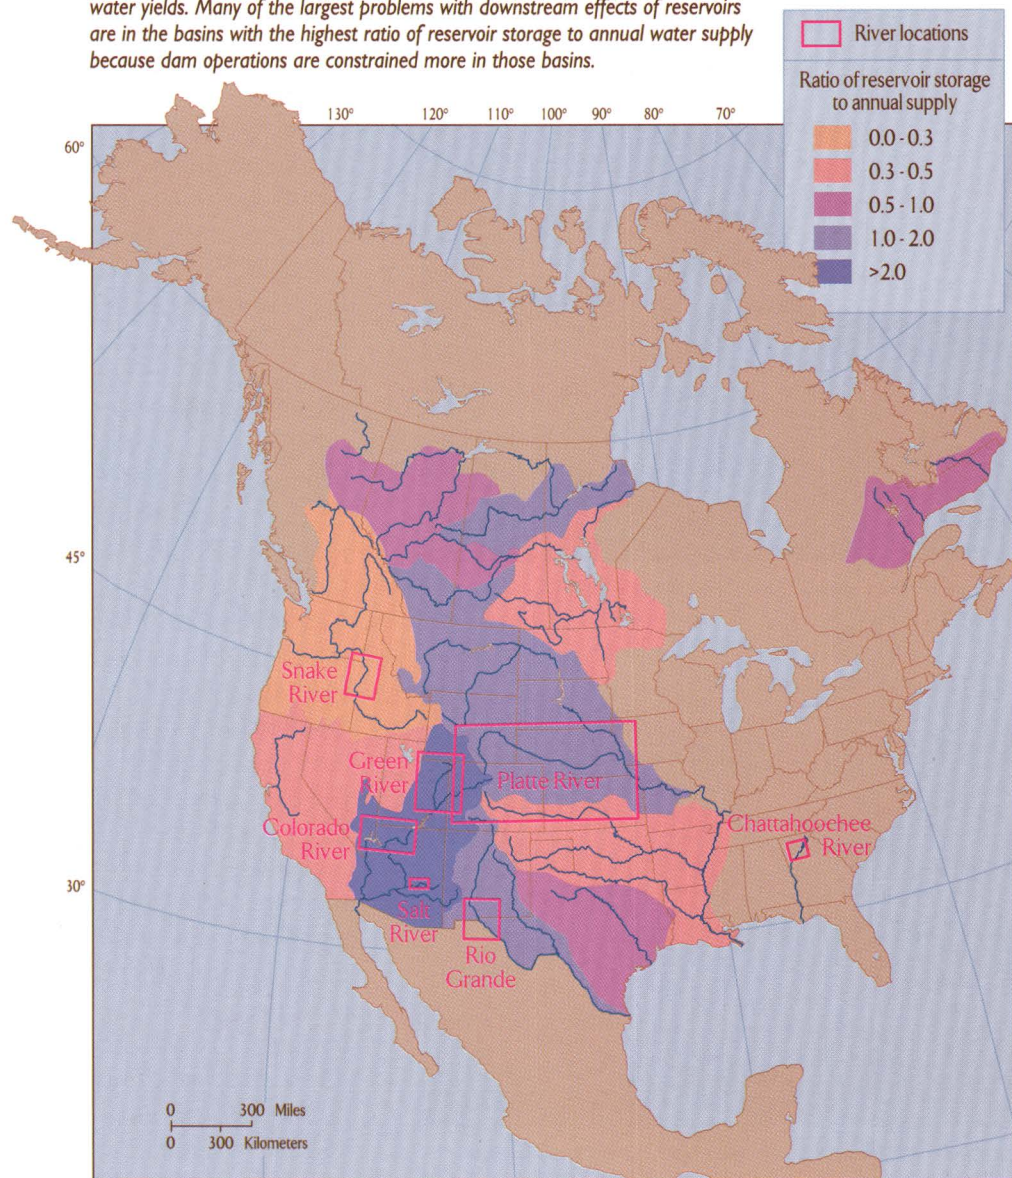 water yields. Many of the largest problems with downstream effects of reservoirs
are in the basins with the highest ratio of reservoir storage to annual water supply
because dam operations are constrained more in those basins.
River locations
Ratio of reservoir storage
to annual supply
0.0 - 0.3
0.3 - 0.5
0.5 - 1.0
1.0 - 2.0
>2.0
130° 120° 110° 100° 90° 80° 70°
60°
45°
30°
Snake
River
Green
River
Platte River
Colorado
River
Chattahoochee
River
Salt
River
Rio
Grande
0 300 Miles
0 300 Kilometers